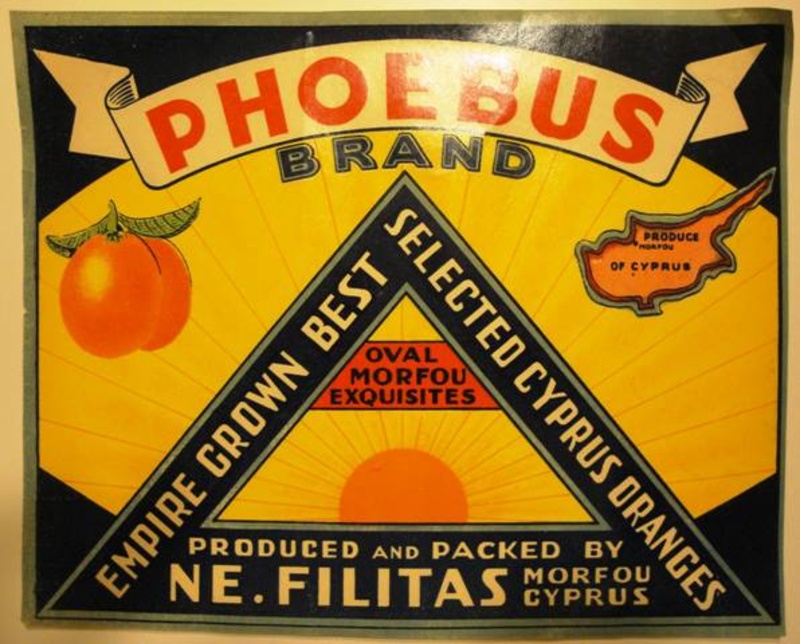 PHOEBUS
BRAND
EMPIRE GROWN BEST
SELECTED CYPRUS ORANGES
PRODUCE
MORFOU
OF CYPRUS
OVAL
MORFOU
EXQUISITES
PRODUCED AND PACKED BY
NE. FILITAS MORFOU
CYPRUS